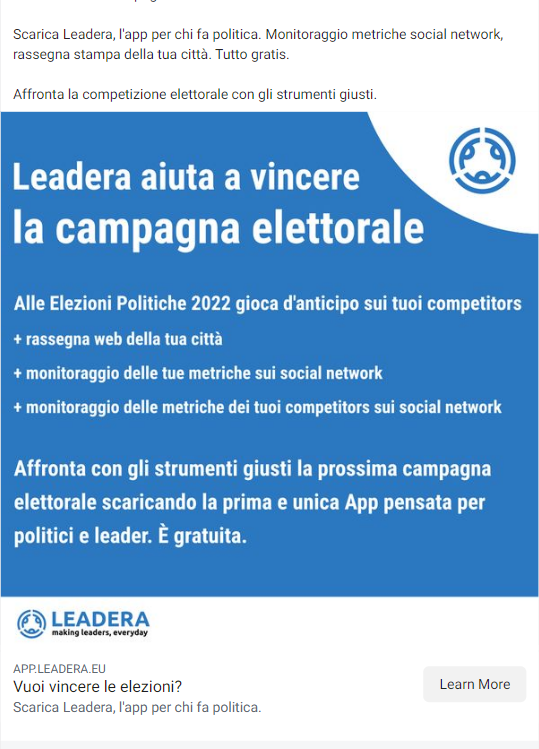 Scarica Leadera, l'app per chi fa politica. Monitoraggio metriche social network,
rassegna stampa della tua città. Tutto gratis.
Affronta la competizione elettorale con gli strumenti giusti.
Leadera aiuta a vincere
la campagna elettorale
Alle Elezioni Politiche 2022 gioca d'anticipo sui tuoi competitors
+ rassegna web della tua città
+ monitoraggio delle tue metriche sui social network
+ monitoraggio delle metriche dei tuoi competitors sui social network
Affronta con gli strumenti giusti la prossima campagna
elettorale scaricando la prima e unica App pensata per
politici e leader. È gratuita.
LEADERA
making leaders, everyday
APP.LEADERA.EU
Vuoi vincere le elezioni?
Scarica Leadera, l'app per chi fa politica.
Learn More